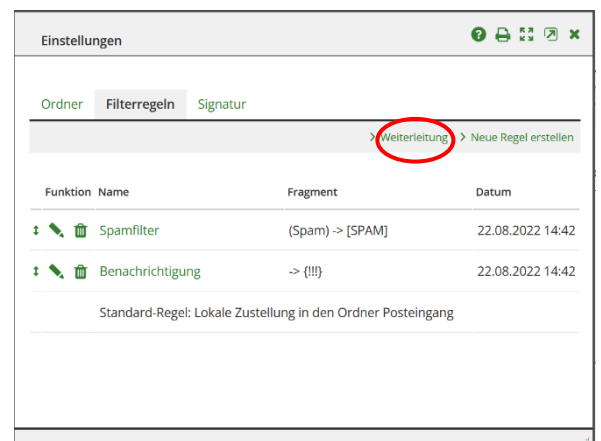 Einstellungen
Ordner Filterregeln Signatur
Weiterleitung Neue Regel erstellen
Funktion Name Fragment Datum
Spamfilter (Spam) -> [SPAM] 22.08.2022 14:42
Benachrichtigung -> {!!!} 22.08.2022 14:42
Standard-Regel: Lokale Zustellung in den Ordner Posteingang